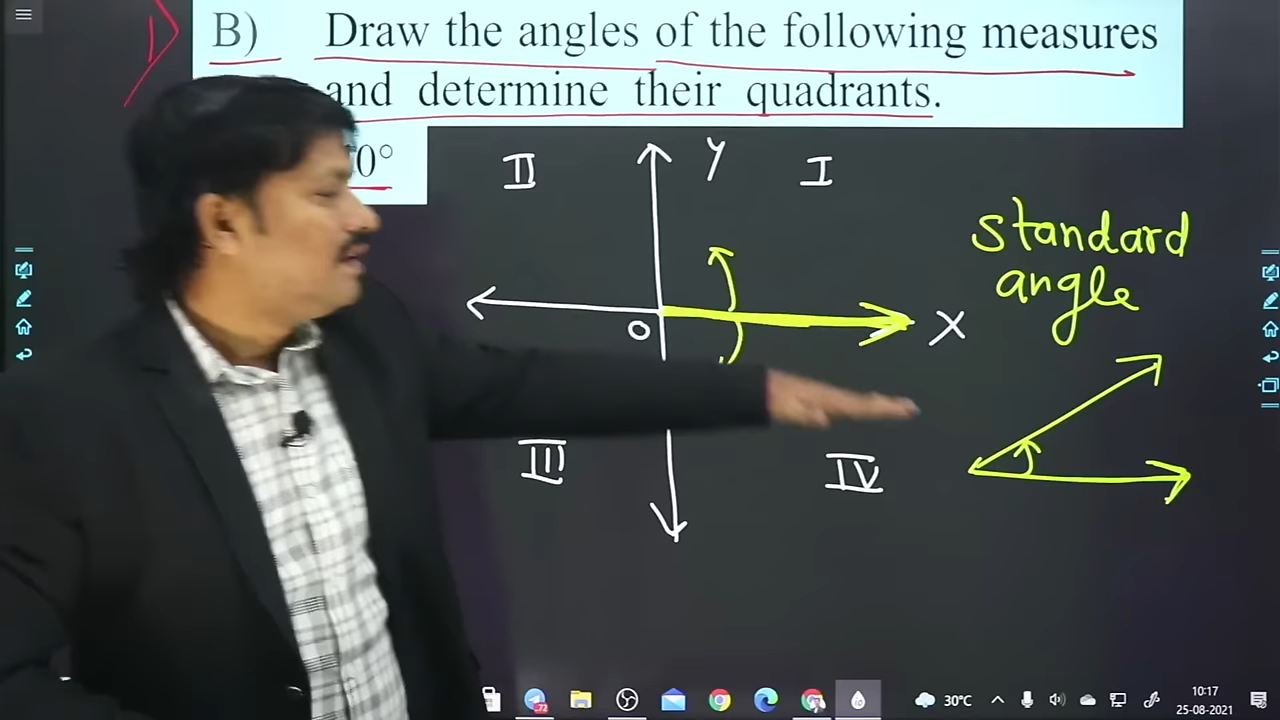 B) Draw the angles of the following measures
and determine their quadrants.
0°
II
Y
I
standard
angle
O
X
III
IV
72
30°C
10:17
25-08-2021